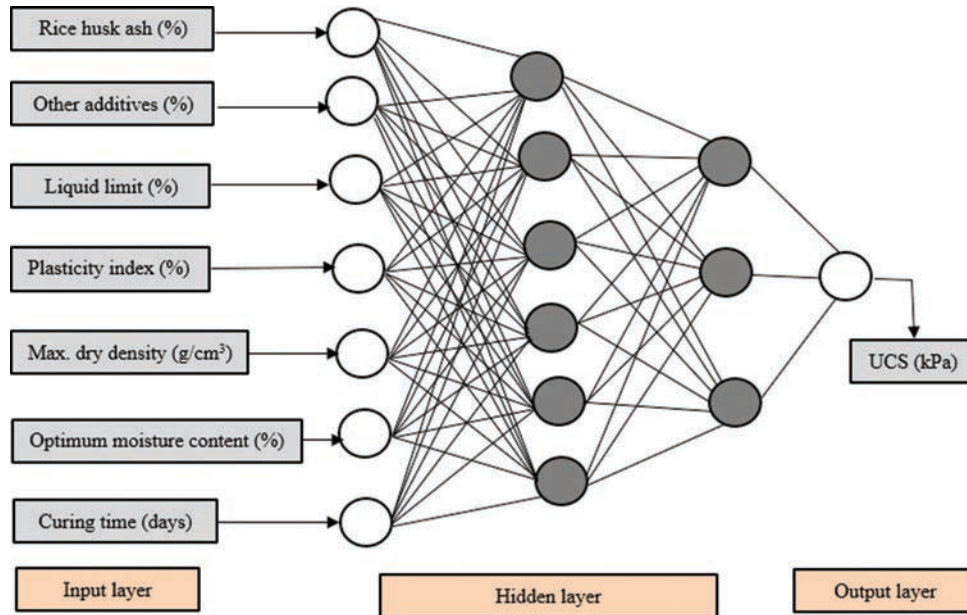 Rice husk ash (%)
Other additives (%)
Liquid limit (%)
Plasticity index (%)
Max. dry density (g/cm³)
Optimum moisture content (%)
Curing time (days)
UCS (kPa)
Input layer
Hidden layer
Output layer